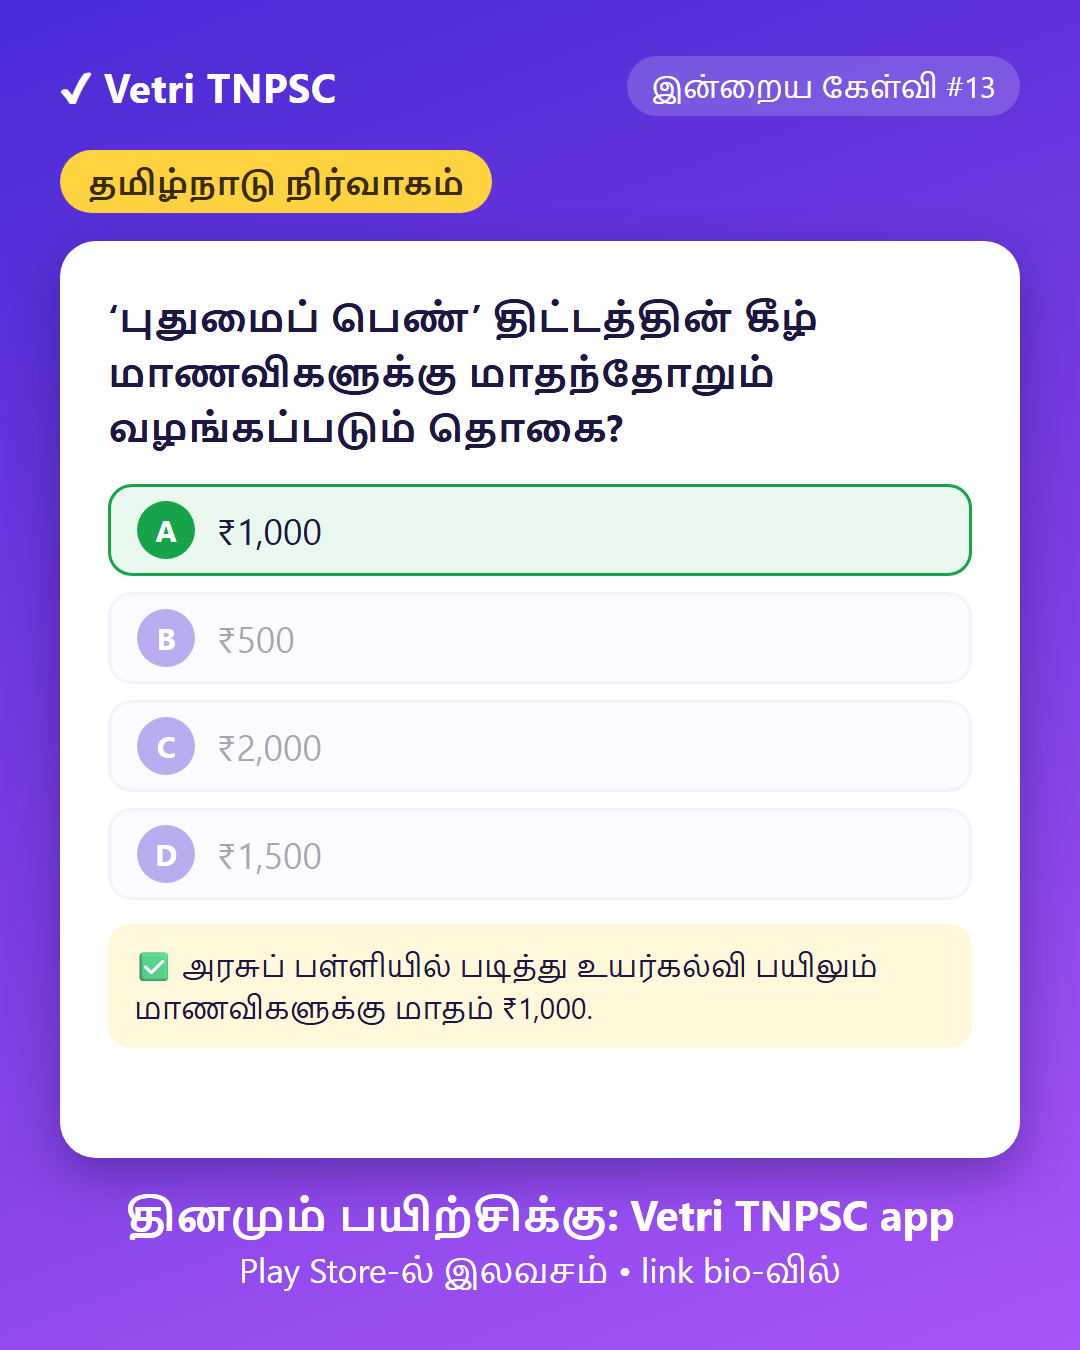 Vetri TNPSC
இன்றைய கேள்வி #13
தமிழ்நாடு நிர்வாகம்
‘புதுமைப் பெண்’ திட்டத்தின் கீழ்
மாணவிகளுக்கு மாதந்தோறும்
வழங்கப்படும் தொகை?
A ₹1,000
B ₹500
C ₹2,000
D ₹1,500
✅ அரசுப் பள்ளியில் படித்து உயர்கல்வி பயிலும்
மாணவிகளுக்கு மாதம் ₹1,000.
தினமும் பயிற்சிக்கு: Vetri TNPSC app
Play Store-ல் இலவசம் • link bio-வில்